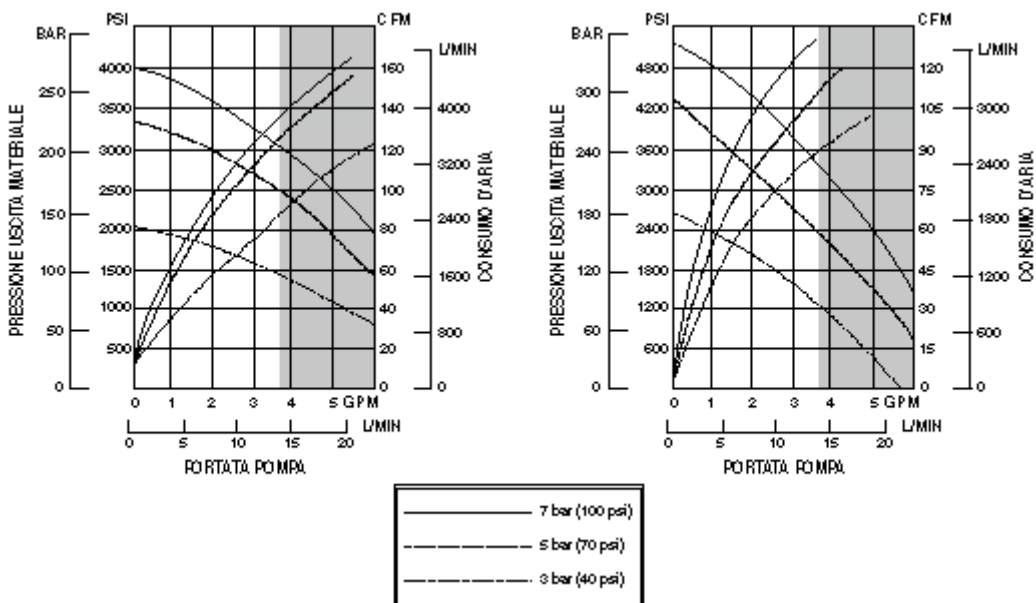 PSI
CFM
BAR
L/MIN
4000
160
250
3500
140
4000
3000
120
200
3200
2500
100
150
2400
2000
80
1500
60
100
1600
1000
40
50
800
500
20
0
0
0
0 1 2 3 4 5 GPM
L/MIN
0 5 10 15 20
PORTATA POMPA
PRESSIONE USCITA MATERIALE
CONSUMO D'ARIA
PSI
CFM
BAR
L/MIN
4800
120
300
4200
105
3000
3600
90
240
2400
3000
75
180
1800
2400
60
1800
45
120
1200
1200
30
60
600
600
15
0
0
0
0 1 2 3 4 5 GPM
L/MIN
0 5 10 15 20
PORTATA POMPA
PRESSIONE USCITA MATERIALE
CONSUMO D'ARIA
7 bar (100 psi)
5 bar (70 psi)
3 bar (40 psi)